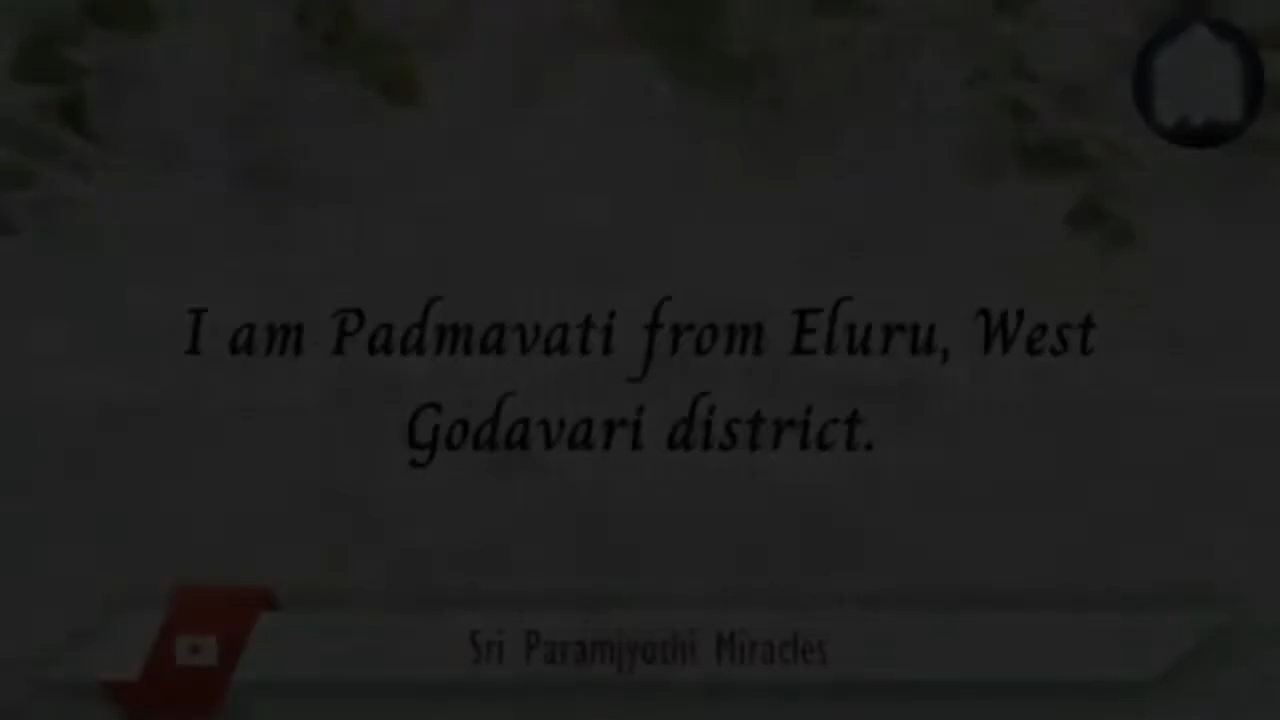 I am Padmavati from Eluru, West
Godavari district.
Sri Paramjyothi Miracles